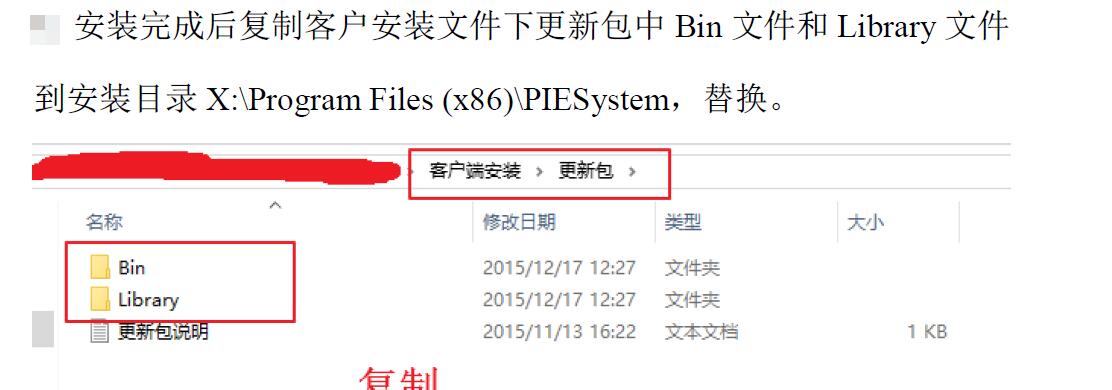 安装完成后复制客户安装文件下更新包中 Bin 文件和 Library 文件
到安装目录 X:\Program Files (x86)\PIESystem，替换。
客户端安装 › 更新包 ›
名称 修改日期 类型 大小
Bin 2015/12/17 12:27 文件夹
Library 2015/12/17 12:27 文件夹
更新包说明 2015/11/13 16:22 文本文档 1 KB
复制